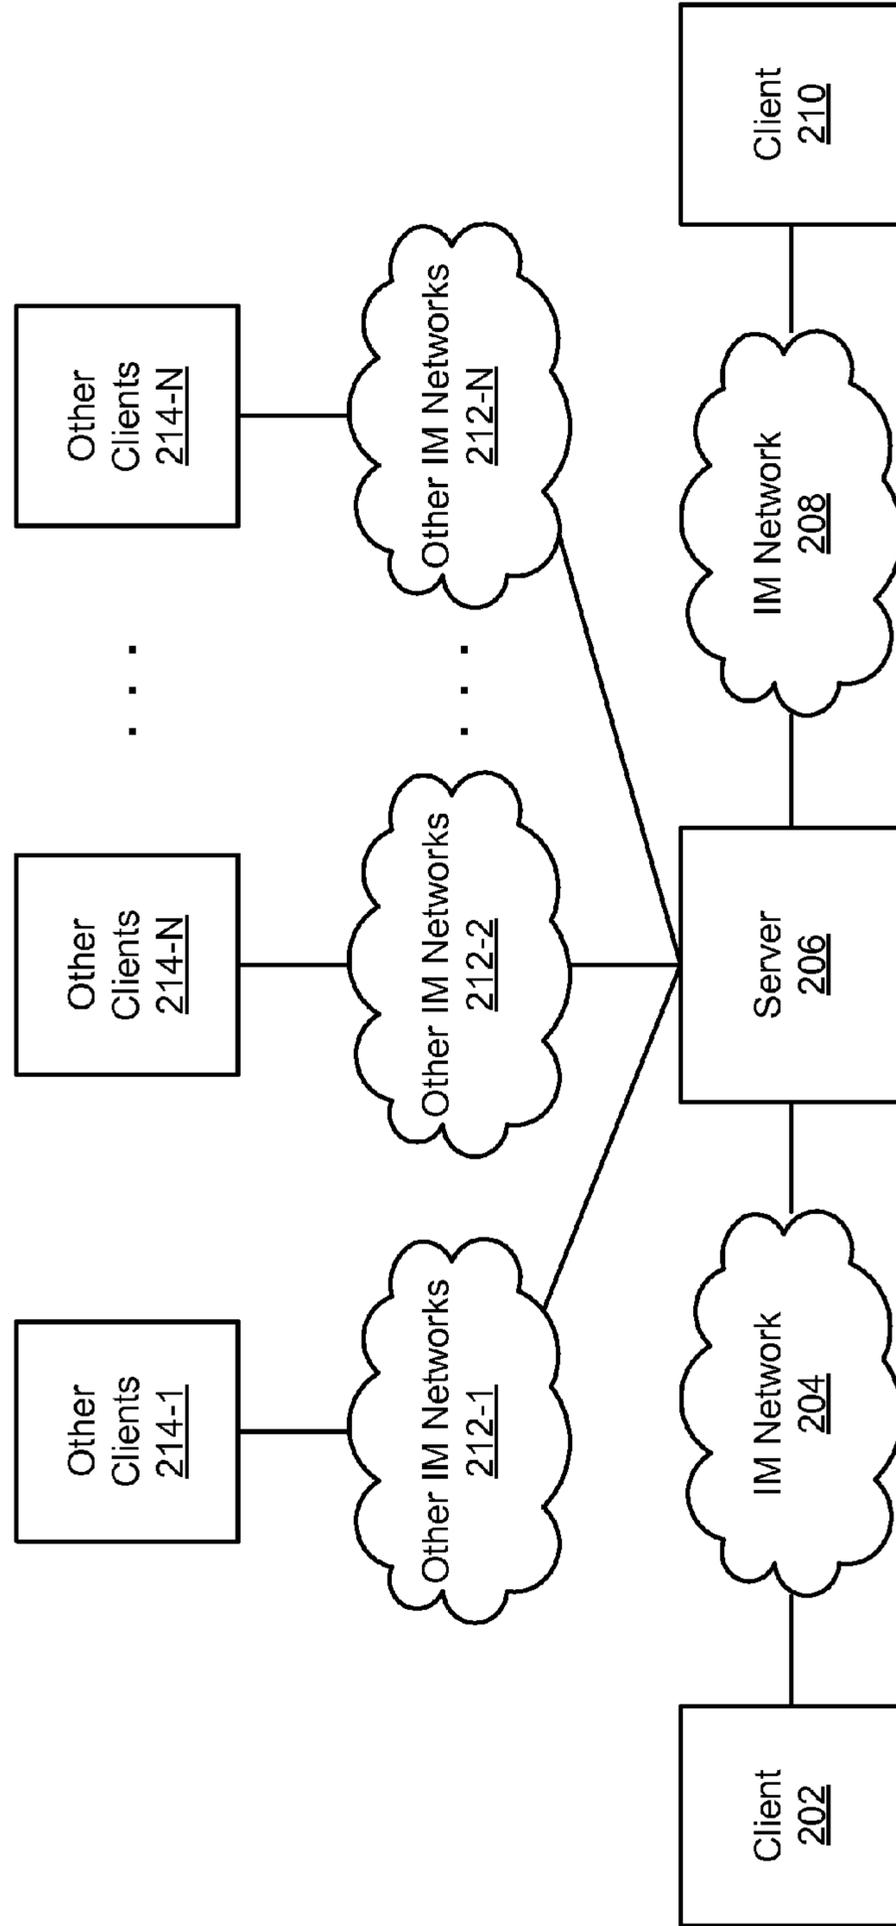 Other
Clients
214-1
Other
Clients
214-N
. . .
Other
Clients
214-N
Other IM Networks
212-1
Other IM Networks
212-2
. . .
Other IM Networks
212-N
Client
202
IM Network
204
Server
206
IM Network
208
Client
210